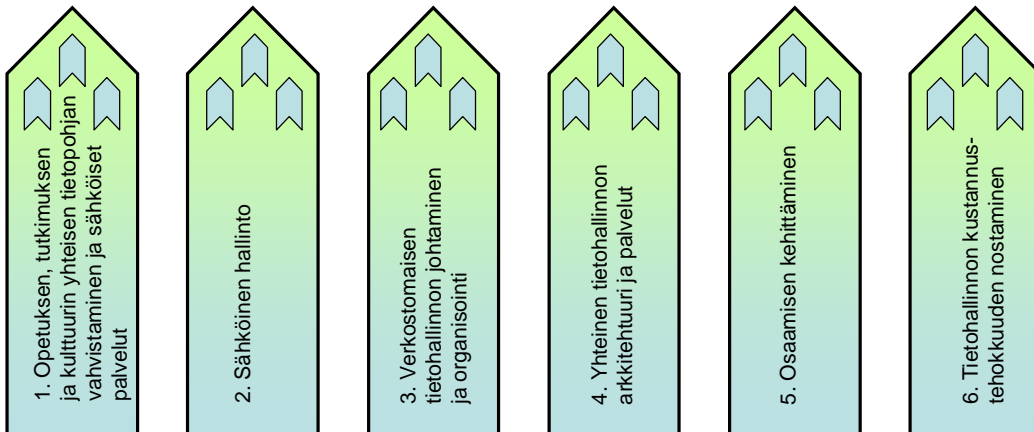 1. Opetuksen, tutkimuksen
ja kulttuurin yhteisen tietopohjan
vahvistaminen ja sähköiset
palvelut
2. Sähköinen hallinto
3. Verkostomaisen
tietohallinnon johtaminen
ja organisointi
4. Yhteinen tietohallinnon
arkkitehtuuri ja palvelut
5. Osaamisen kehittäminen
6. Tietohallinnon kustannus-
tehokkuuden nostaminen